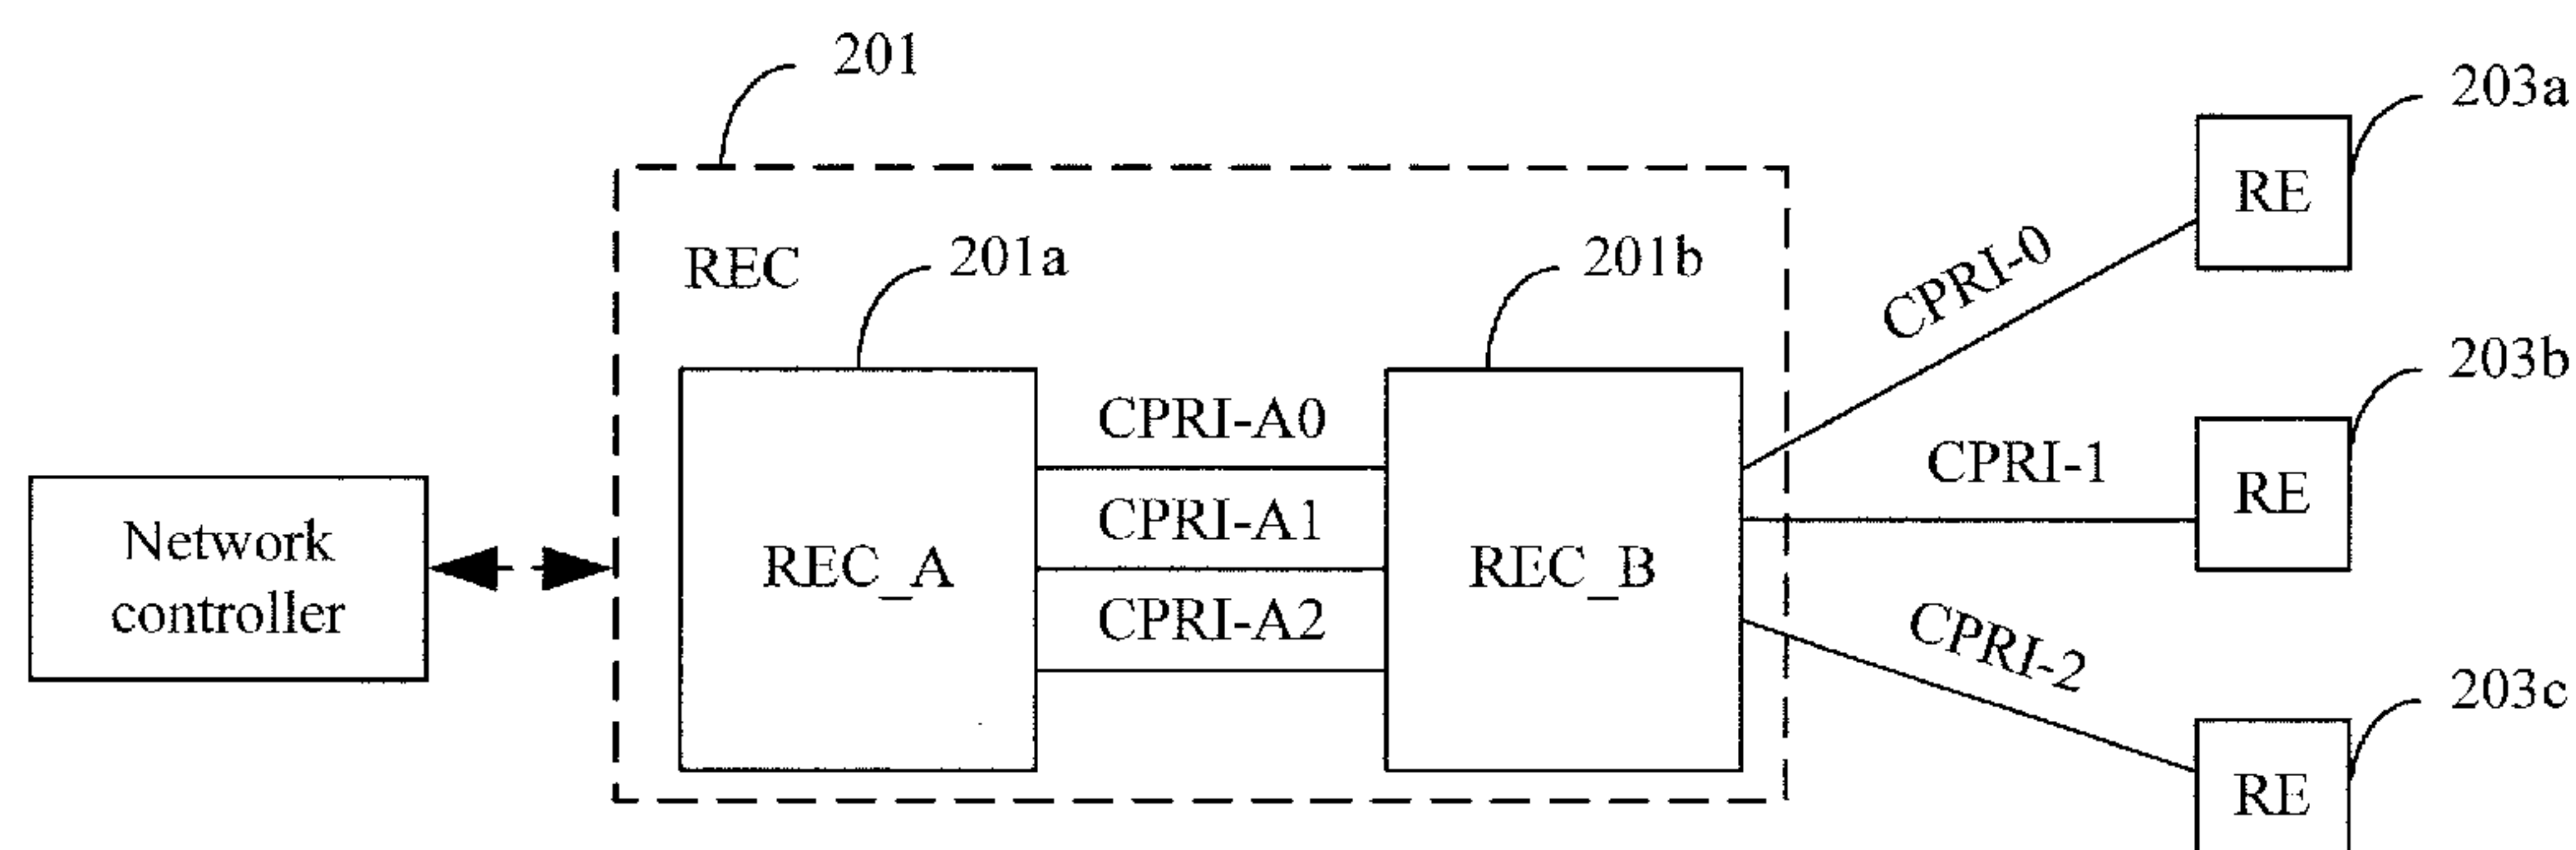 201
203a
REC
201a
201b
RE
CPRI-0
203b
CPRI-A0
CPRI-1
RE
Network
controller
REC_A
CPRI-A1
CPRI-A2
REC_B
CPRI-2
203c
RE